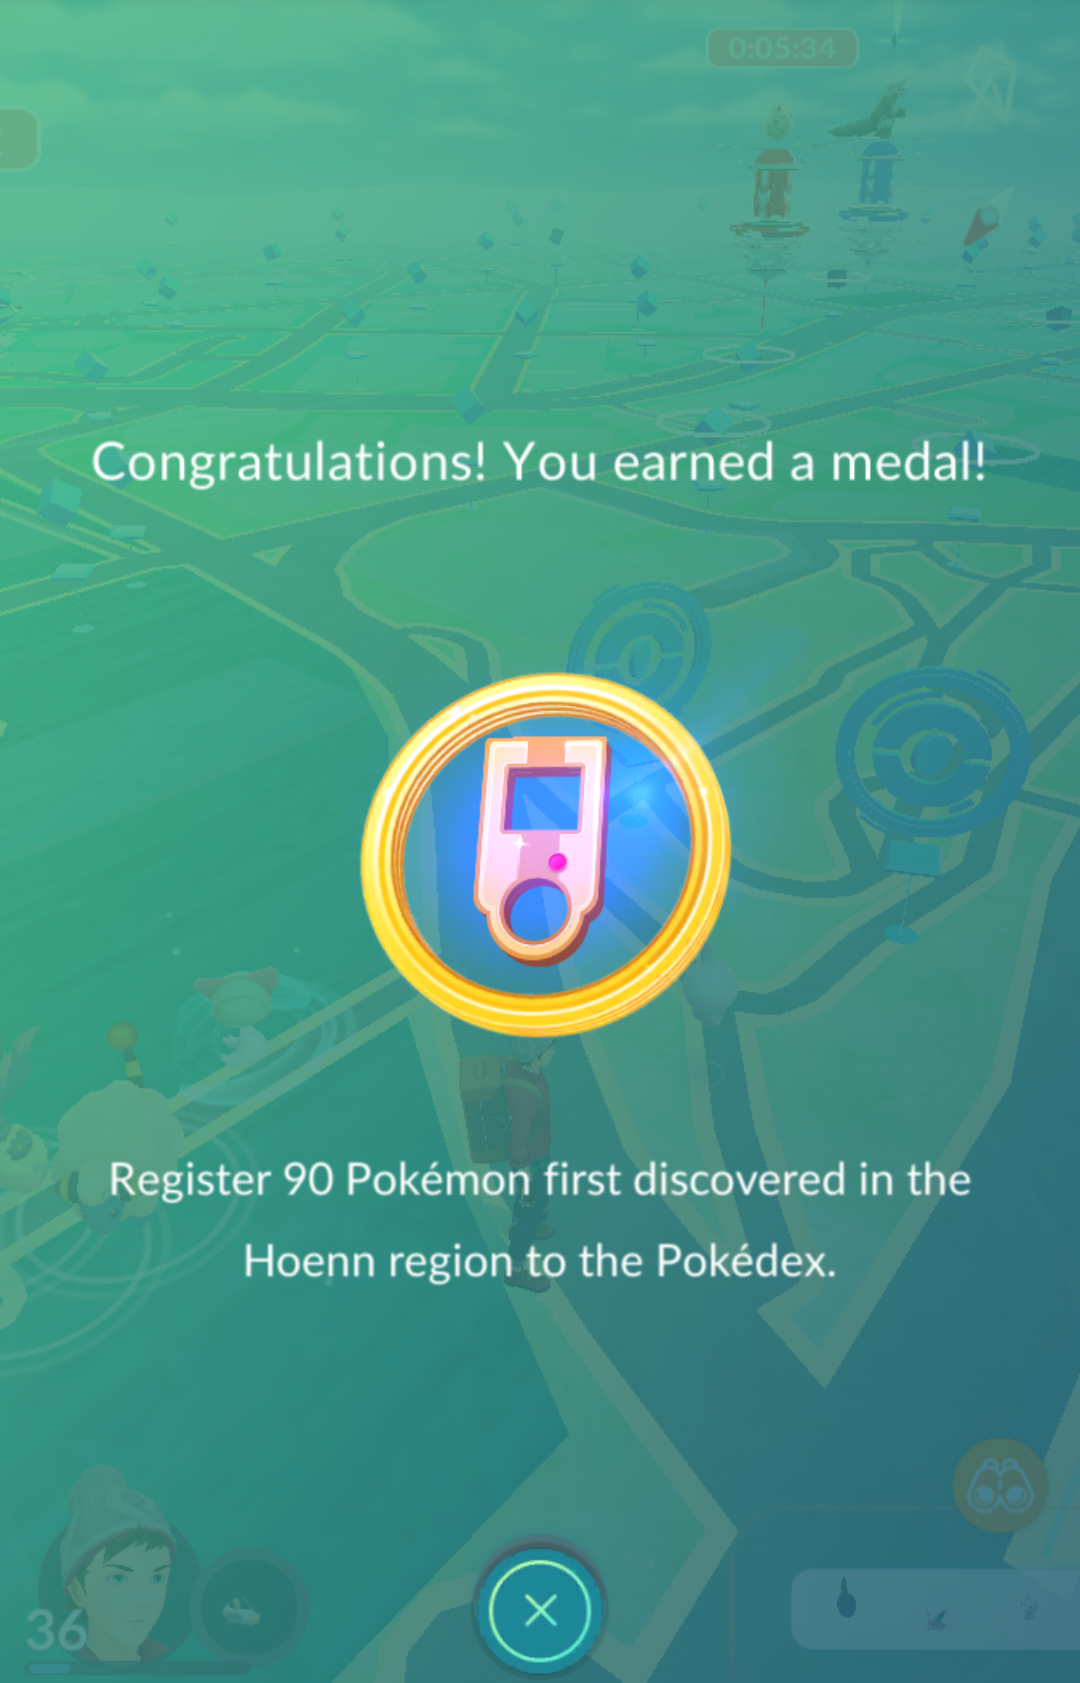 0:05:34
Congratulations! You earned a medal!
Register 90 Pokémon first discovered in the
Hoenn region to the Pokédex.
36